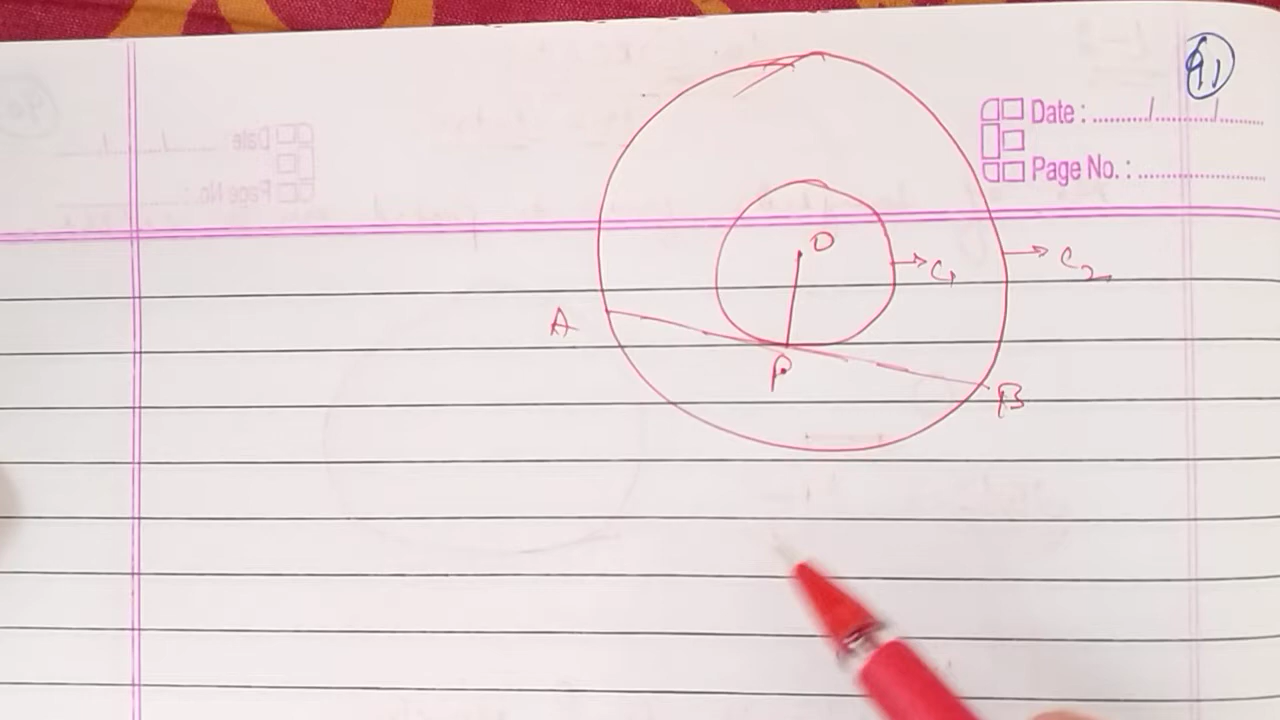 91
Date : ........../........../.........
Page No. : ..........................
O
C1
C2
A
P
B